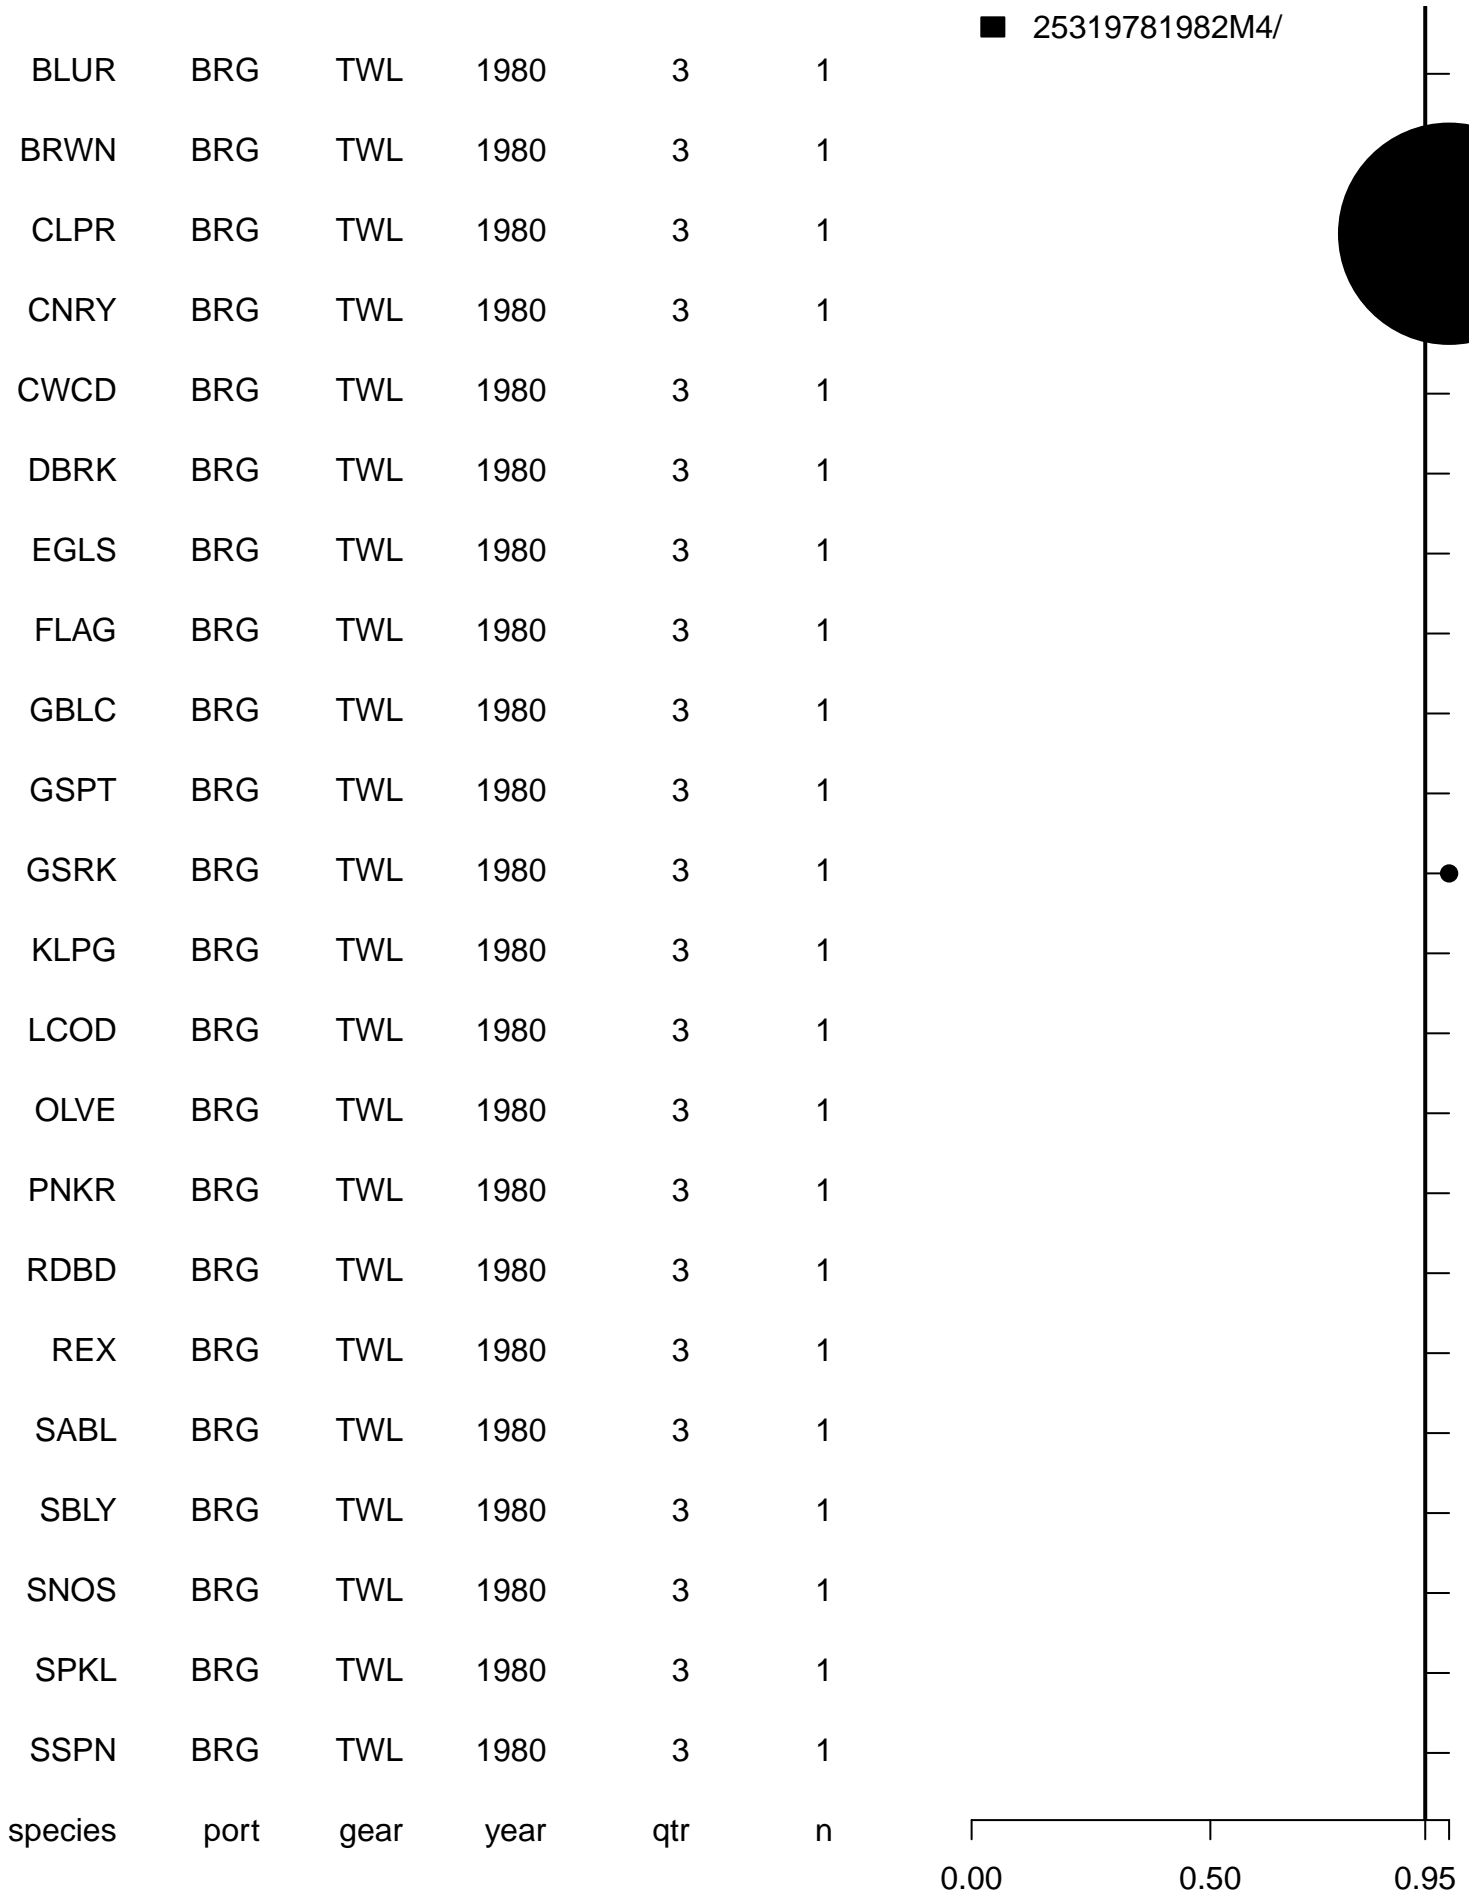 25319781982M4/
BLUR BRG TWL 1980 3 1
BRWN BRG TWL 1980 3 1
CLPR BRG TWL 1980 3 1
CNRY BRG TWL 1980 3 1
CWCD BRG TWL 1980 3 1
DBRK BRG TWL 1980 3 1
EGLS BRG TWL 1980 3 1
FLAG BRG TWL 1980 3 1
GBLC BRG TWL 1980 3 1
GSPT BRG TWL 1980 3 1
GSRK BRG TWL 1980 3 1
KLPG BRG TWL 1980 3 1
LCOD BRG TWL 1980 3 1
OLVE BRG TWL 1980 3 1
PNKR BRG TWL 1980 3 1
RDBD BRG TWL 1980 3 1
REX BRG TWL 1980 3 1
SABL BRG TWL 1980 3 1
SBLY BRG TWL 1980 3 1
SNOS BRG TWL 1980 3 1
SPKL BRG TWL 1980 3 1
SSPN BRG TWL 1980 3 1
species port gear year qtr n
0.00 0.50 0.95